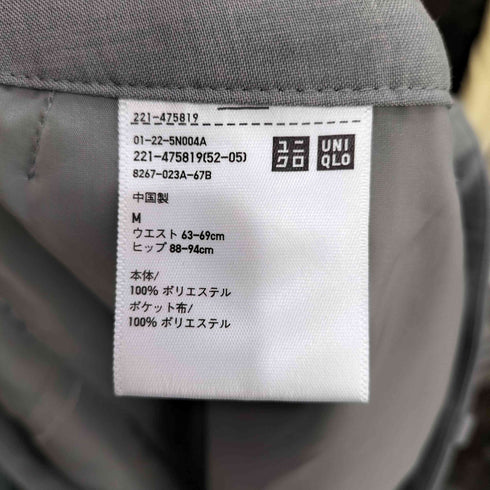 221-475819
01-22-5N004A
221-475819(52-05)
8267-023A-67B
ユニ
クロ
UNI
QLO
中国製
M
ウエスト 63-69cm
ヒップ 88-94cm
本体/
100% ポリエステル
ポケット布/
100% ポリエステル